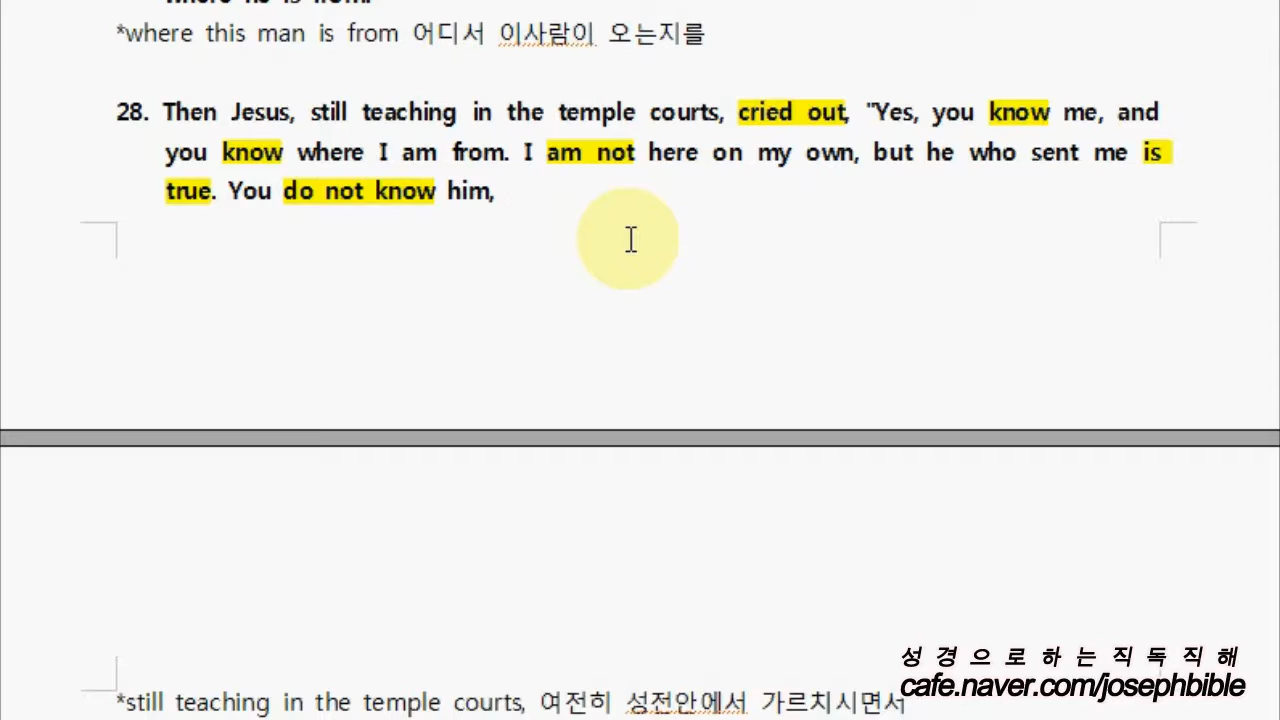 where he is from."
*where this man is from 어디서 이사람이 오는지를
28. Then Jesus, still teaching in the temple courts, cried out, "Yes, you know me, and
you know where I am from. I am not here on my own, but he who sent me is
true. You do not know him,
성경으로하는직독직해
cafe.naver.com/josephbible
*still teaching in the temple courts, 여전히 성전안에서 가르치시면서